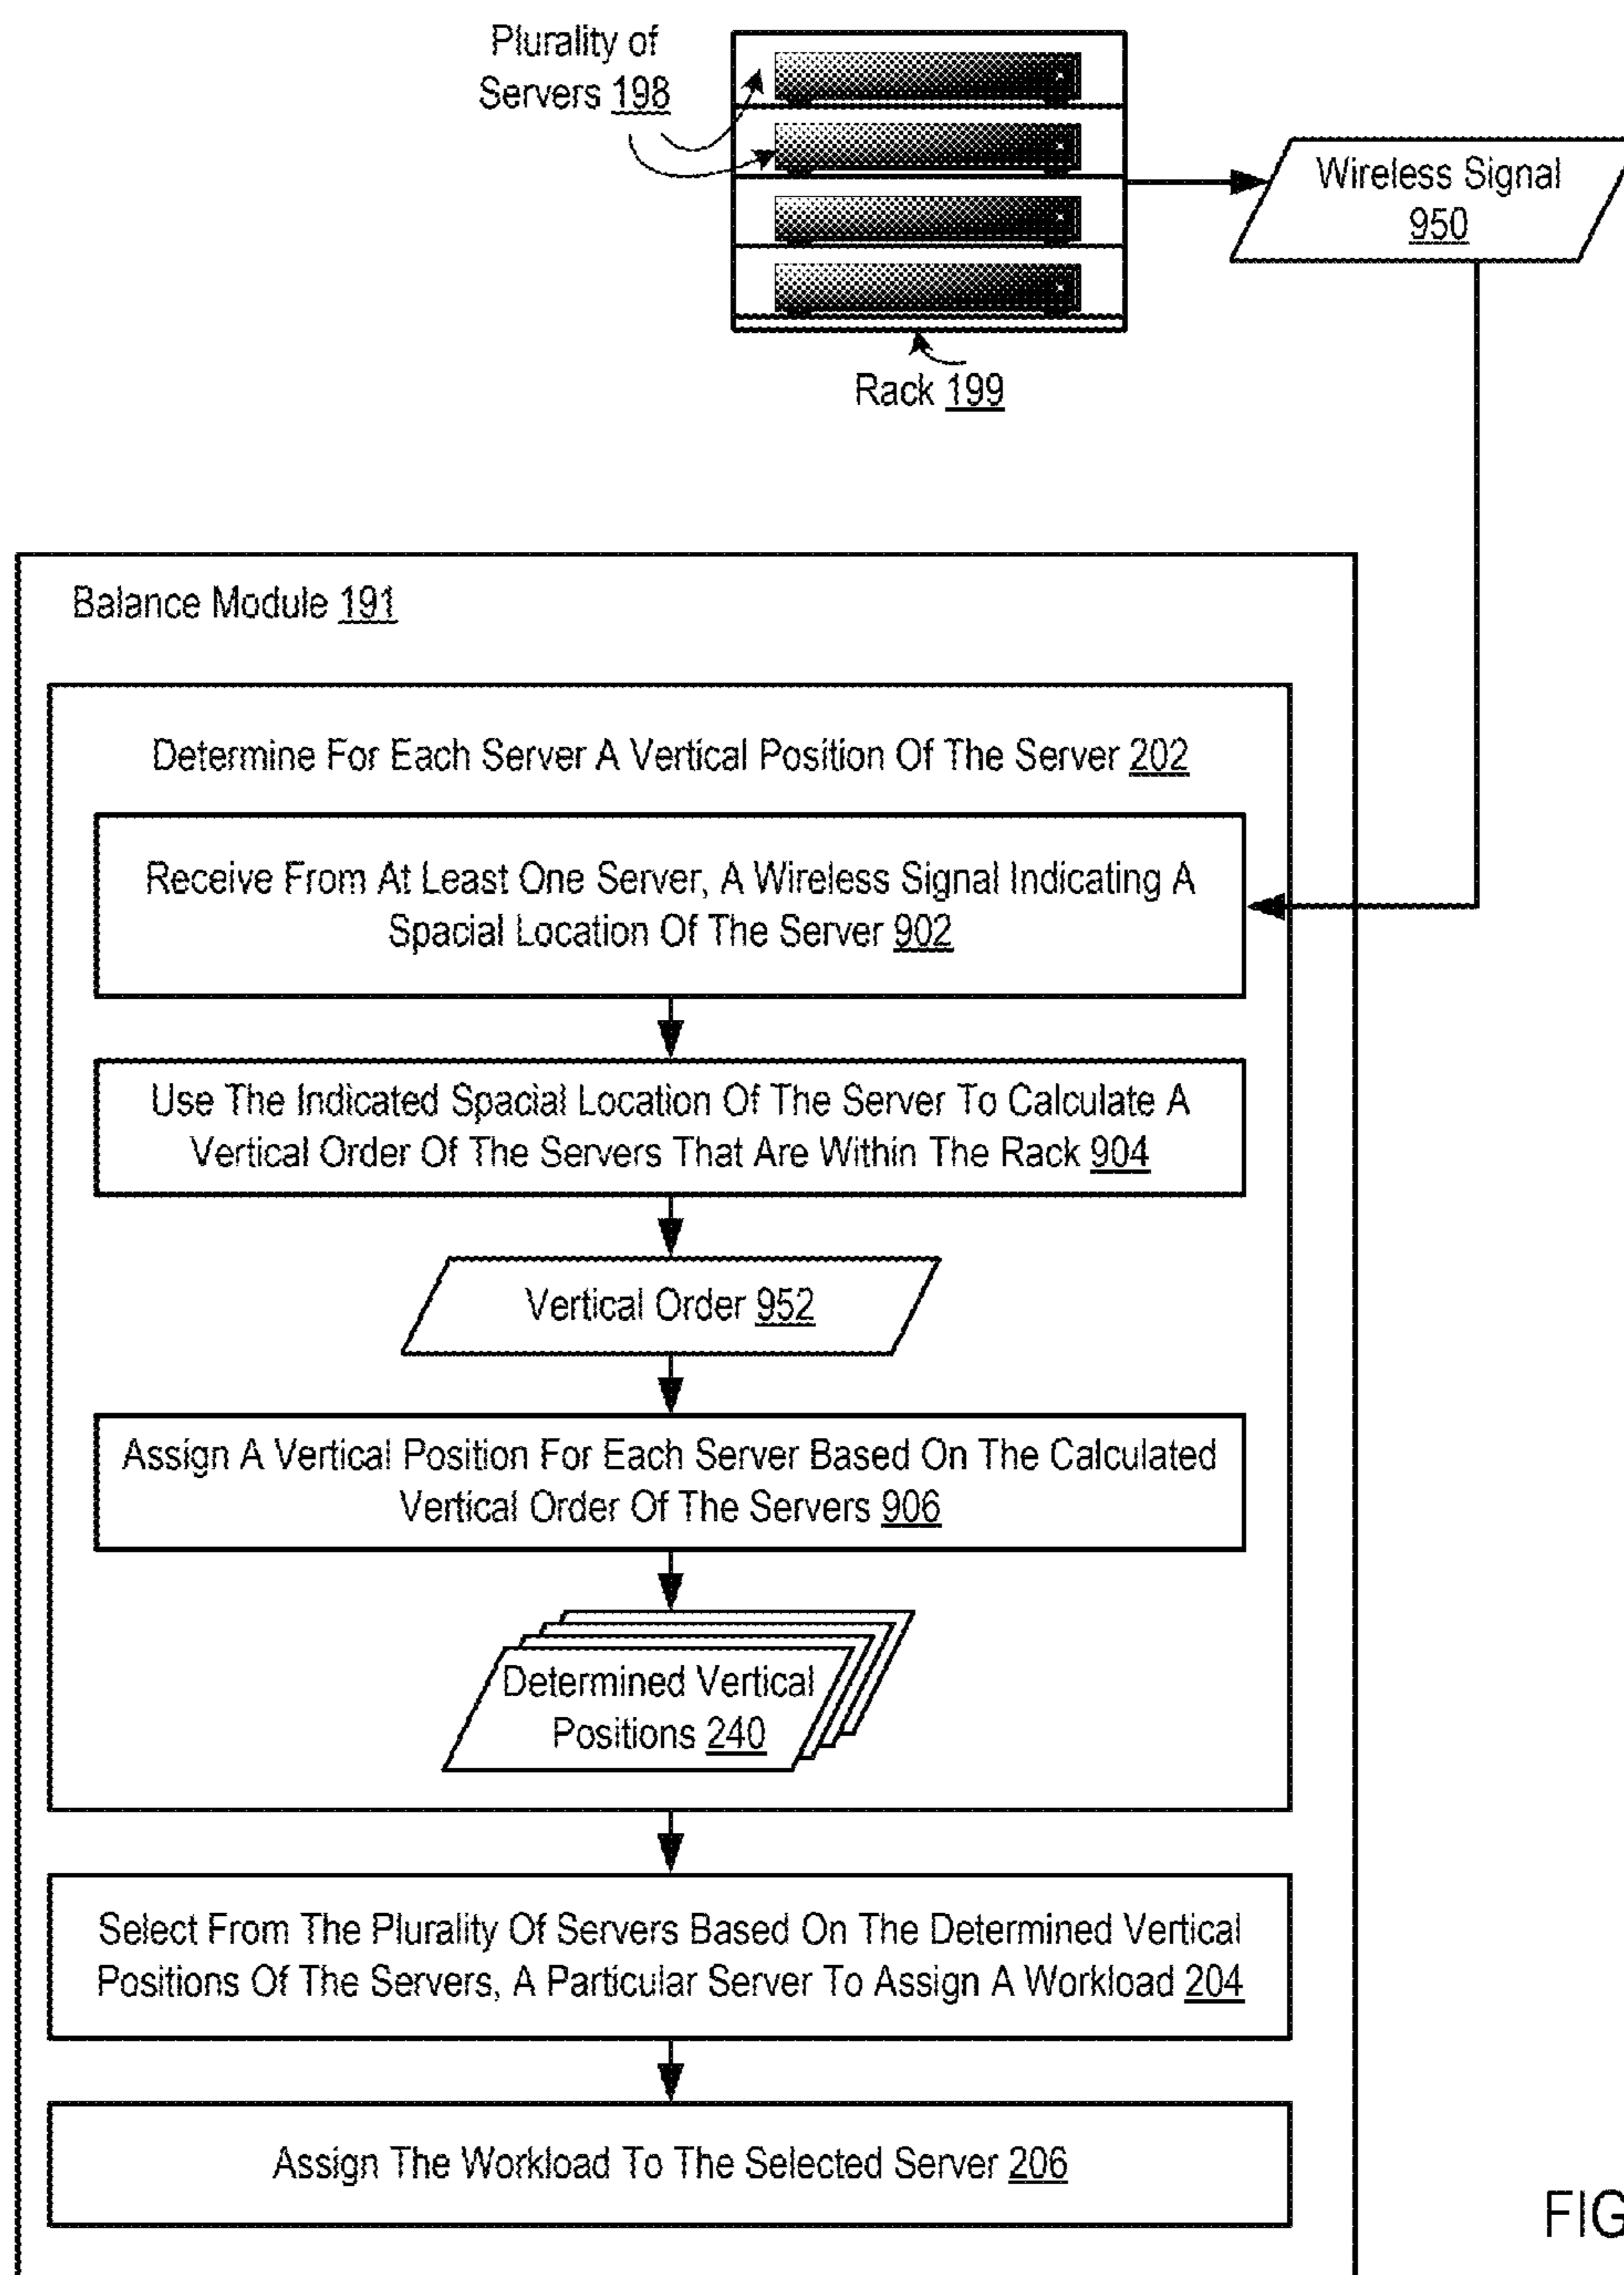 Plurality of
Servers 198
Wireless Signal
950
Rack 199
Balance Module 191
Determine For Each Server A Vertical Position Of The Server 202
Receive From At Least One Server, A Wireless Signal Indicating A
Spacial Location Of The Server 902
Use The Indicated Spacial Location Of The Server To Calculate A
Vertical Order Of The Servers That Are Within The Rack 904
Vertical Order 952
Assign A Vertical Position For Each Server Based On The Calculated
Vertical Order Of The Servers 906
Determined Vertical
Positions 240
Select From The Plurality Of Servers Based On The Determined Vertical
Positions Of The Servers, A Particular Server To Assign A Workload 204
Assign The Workload To The Selected Server 206
FIG